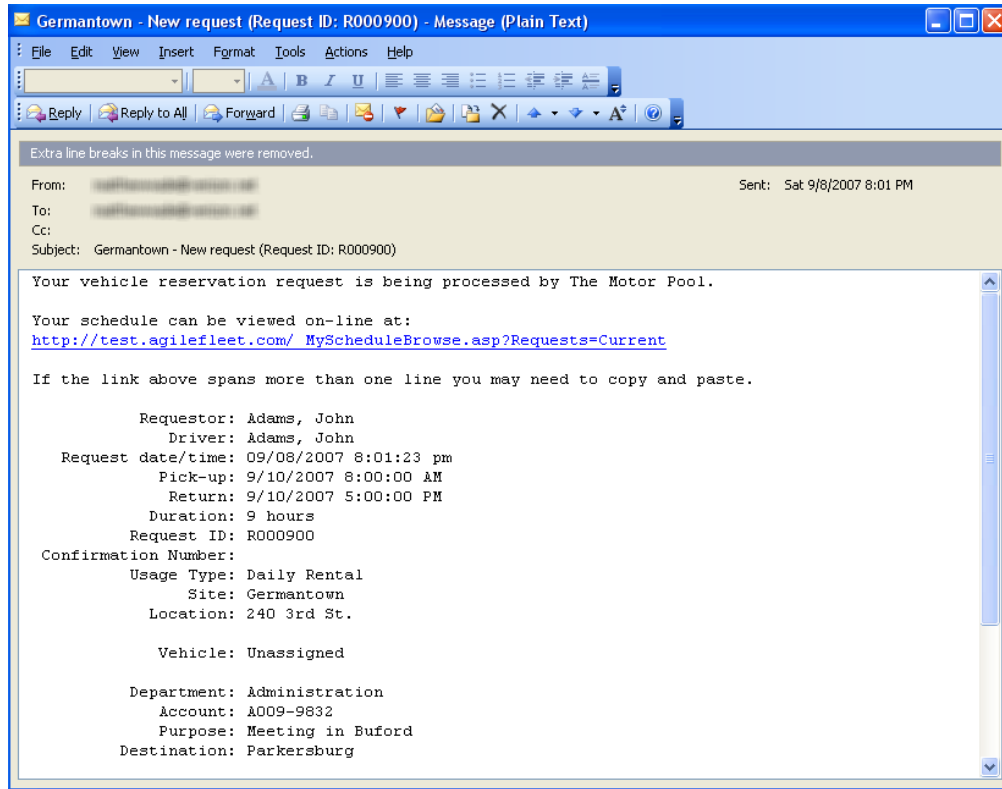 Germantown - New request (Request ID: R000900) - Message (Plain Text)
File Edit View Insert Format Tools Actions Help
A B I U
Reply Reply to All Forward A
Extra line breaks in this message were removed.
From: Sent: Sat 9/8/2007 8:01 PM
To:
Cc:
Subject: Germantown - New request (Request ID: R000900)
Your vehicle reservation request is being processed by The Motor Pool.
Your schedule can be viewed on-line at:
http://test.agilefleet.com/ MyScheduleBrowse.asp?Requests=Current
If the link above spans more than one line you may need to copy and paste.
Requestor: Adams, John
Driver: Adams, John
Request date/time: 09/08/2007 8:01:23 pm
Pick-up: 9/10/2007 8:00:00 AM
Return: 9/10/2007 5:00:00 PM
Duration: 9 hours
Request ID: R000900
Confirmation Number:
Usage Type: Daily Rental
Site: Germantown
Location: 240 3rd St.
Vehicle: Unassigned
Department: Administration
Account: A009-9832
Purpose: Meeting in Buford
Destination: Parkersburg